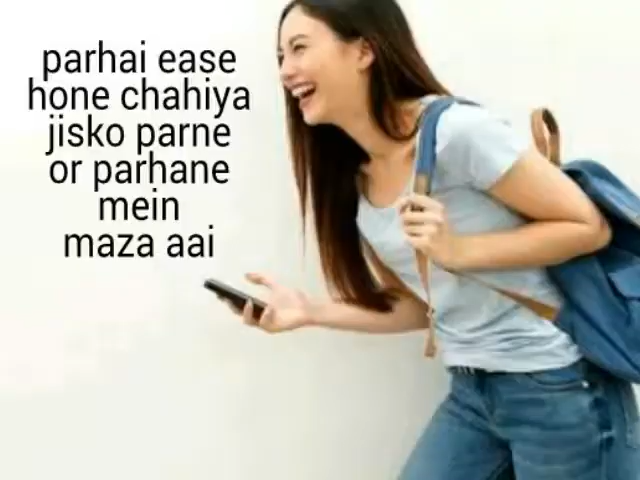 parhai ease
hone chahiya
jisko parne
or parhane
mein
maza aai